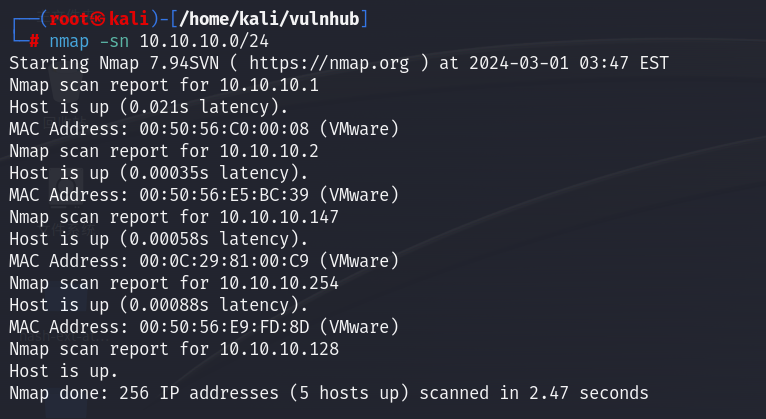 ┌──(root㉿kali)-[/home/kali/vulnhub]
└─# nmap -sn 10.10.10.0/24
Starting Nmap 7.94SVN ( https://nmap.org ) at 2024-03-01 03:47 EST
Nmap scan report for 10.10.10.1
Host is up (0.021s latency).
MAC Address: 00:50:56:C0:00:08 (VMware)
Nmap scan report for 10.10.10.2
Host is up (0.00035s latency).
MAC Address: 00:50:56:E5:BC:39 (VMware)
Nmap scan report for 10.10.10.147
Host is up (0.00058s latency).
MAC Address: 00:0C:29:81:00:C9 (VMware)
Nmap scan report for 10.10.10.254
Host is up (0.00088s latency).
MAC Address: 00:50:56:E9:FD:8D (VMware)
Nmap scan report for 10.10.10.128
Host is up.
Nmap done: 256 IP addresses (5 hosts up) scanned in 2.47 seconds